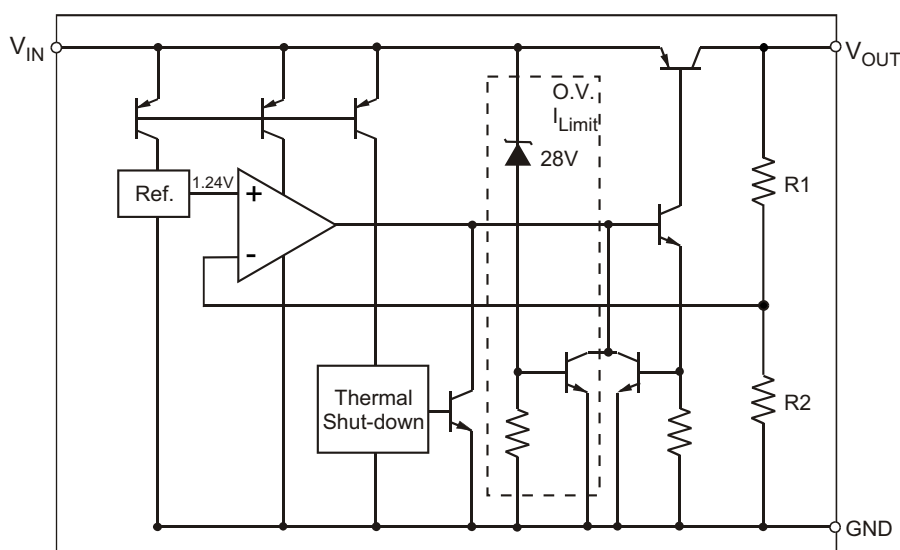 V_IN
V_OUT
O.V.
I_Limit
28V
Ref.
1.24V
+
-
R1
Thermal
Shut-down
R2
GND